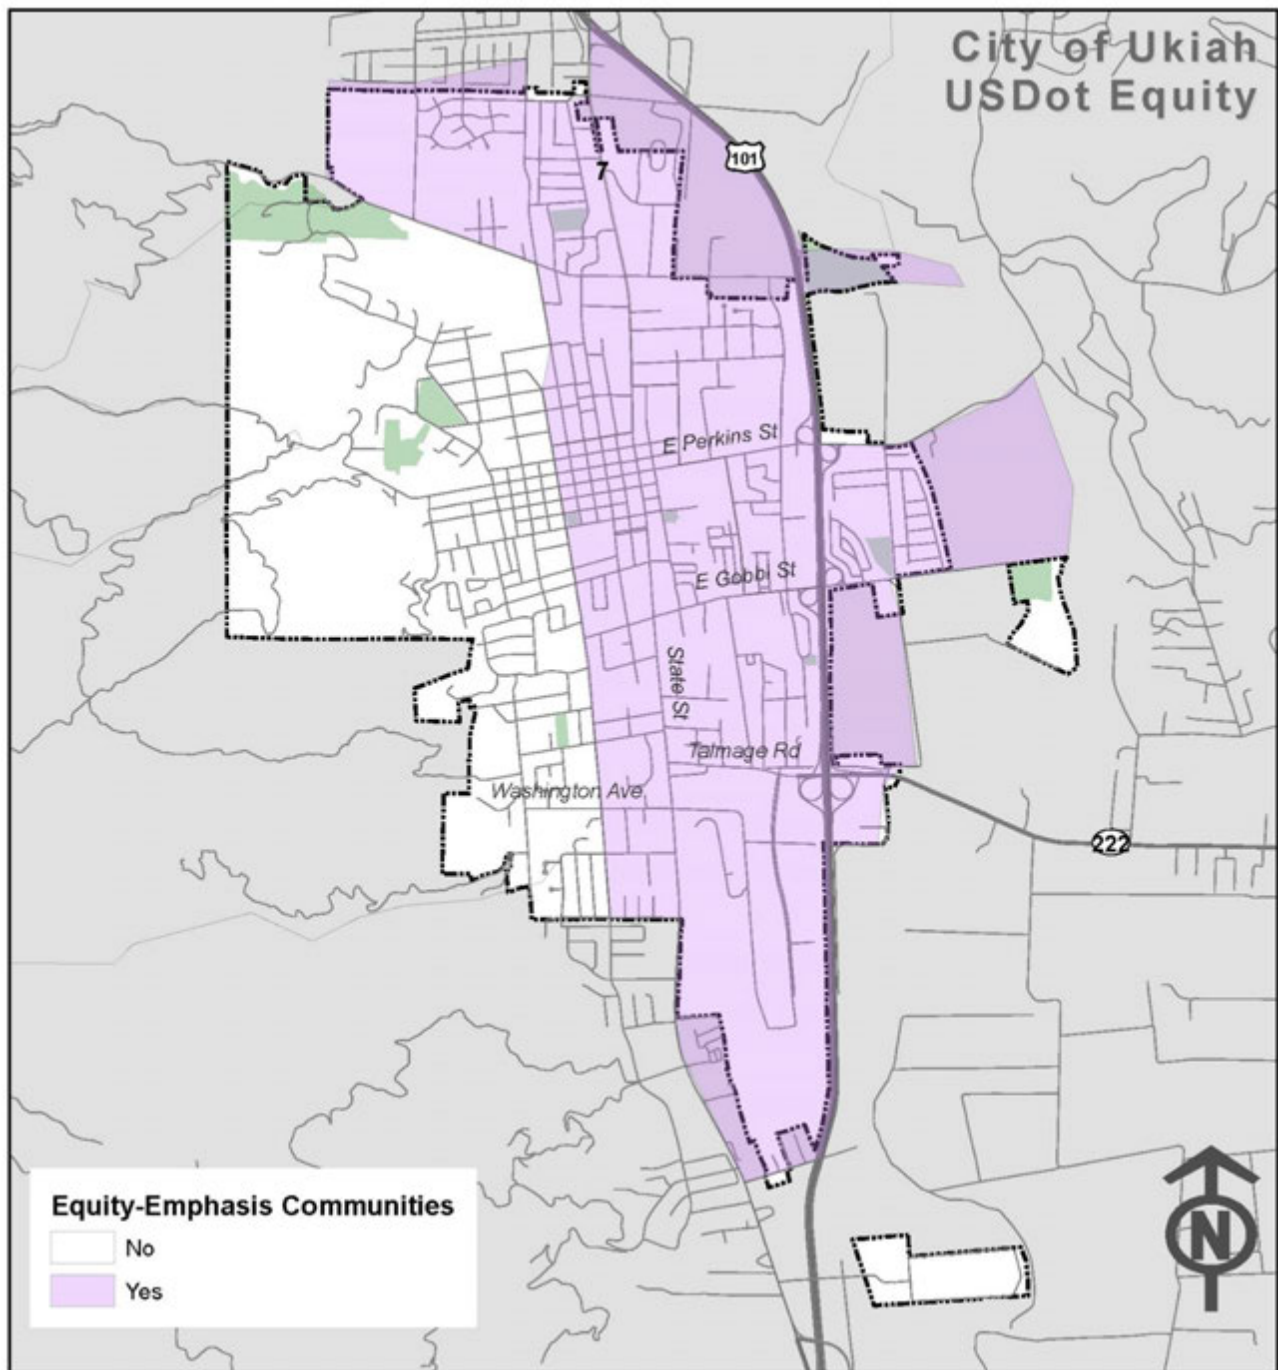 City of Ukiah
USDot Equity
101
7
E Perkins St
E Gobbi St
State St
Talmage Rd
Washington Ave
222
Equity-Emphasis Communities
No
Yes
N